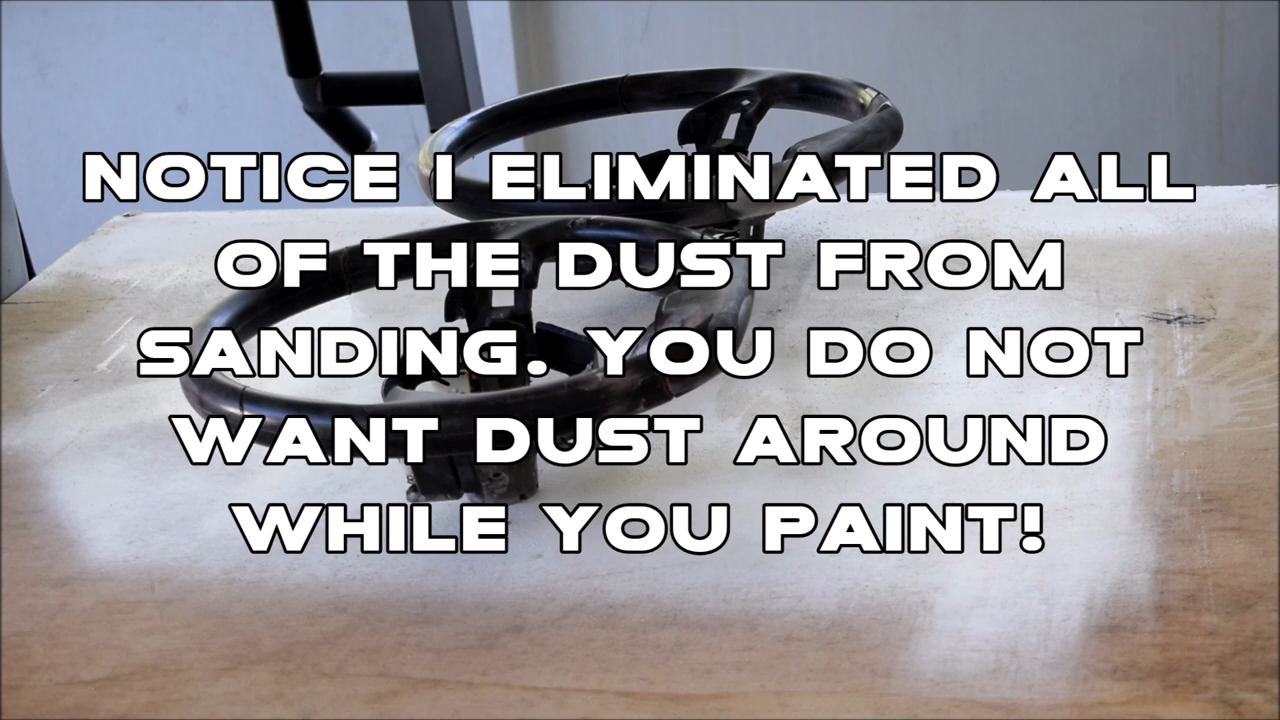 NOTICE I ELIMINATED ALL
OF THE DUST FROM
SANDING. YOU DO NOT
WANT DUST AROUND
WHILE YOU PAINT!